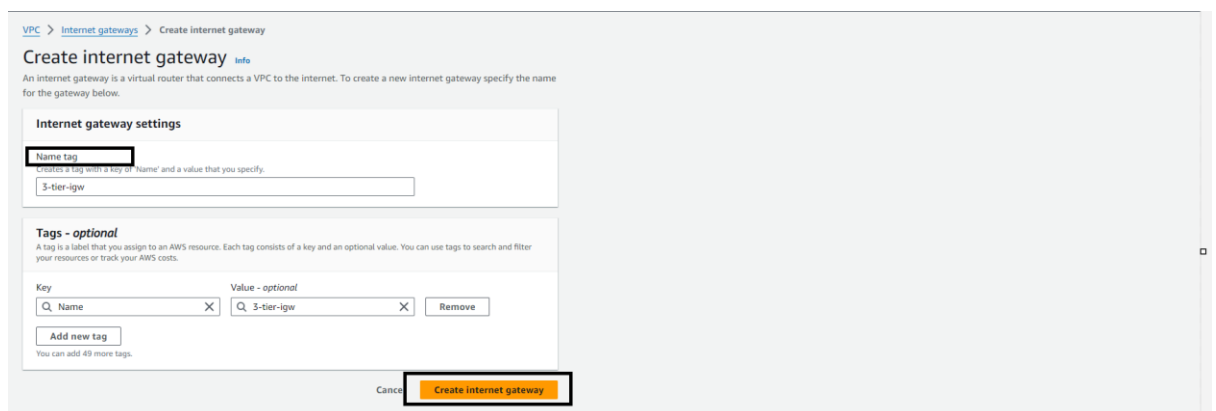 VPC > Internet gateways > Create internet gateway
Create internet gateway Info
An internet gateway is a virtual router that connects a VPC to the internet. To create a new internet gateway specify the name
for the gateway below.
Internet gateway settings
Name tag
Creates a tag with a key of 'Name' and a value that you specify.
3-tier-igw
Tags - optional
A tag is a label that you assign to an AWS resource. Each tag consists of a key and an optional value. You can use tags to search and filter
your resources or track your AWS costs.
Key Value - optional
Name 3-tier-igw Remove
Add new tag
You can add 49 more tags.
Cance Create internet gateway